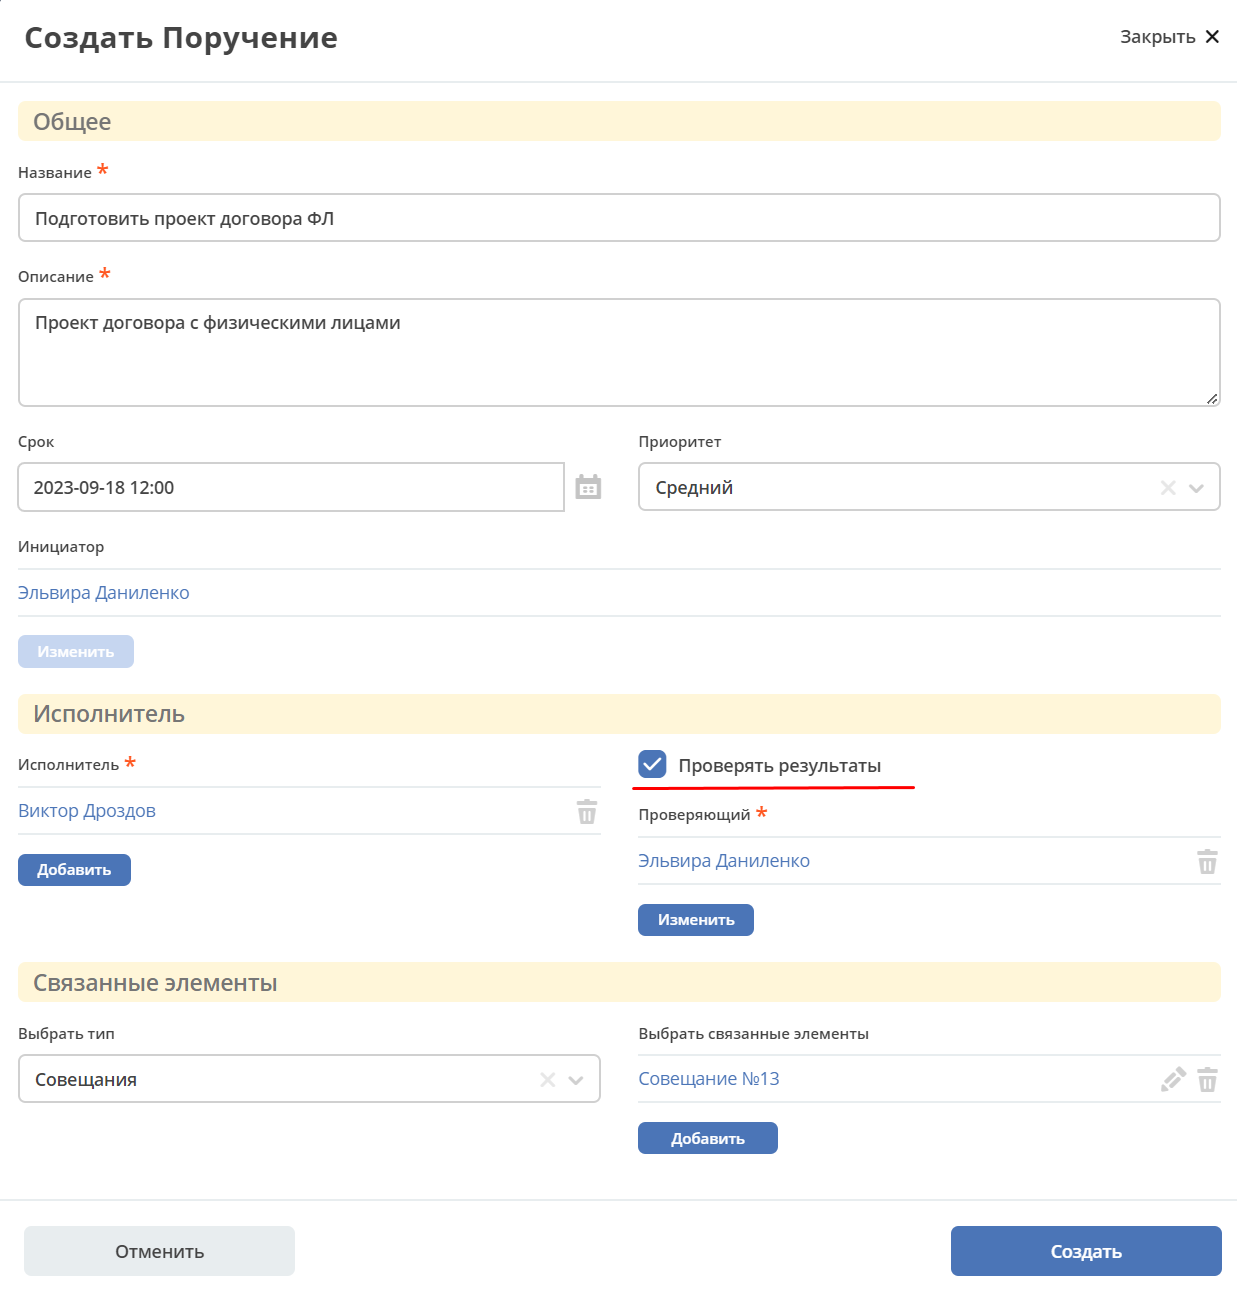 Создать Поручение
Закрыть
Общее
Название *
Подготовить проект договора ФЛ
Описание *
Проект договора с физическими лицами
Срок
2023-09-18 12:00
Приоритет
Средний
Инициатор
Эльвира Даниленко
Изменить
Исполнитель
Исполнитель *
Виктор Дроздов
Добавить
Проверять результаты
Проверяющий *
Эльвира Даниленко
Изменить
Связанные элементы
Выбрать тип
Совещания
Выбрать связанные элементы
Совещание №13
Добавить
Отменить
Создать